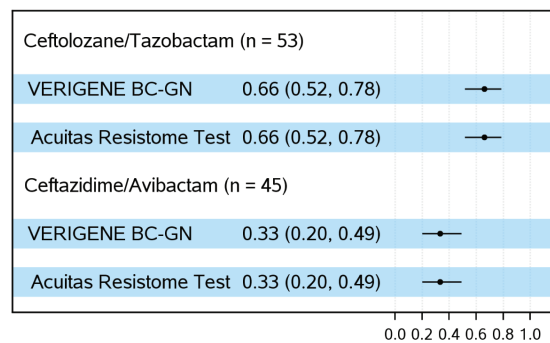 Ceftolozane/Tazobactam (n = 53)
VERIGENE BC-GN 0.66 (0.52, 0.78)
Acuitas Resistome Test 0.66 (0.52, 0.78)
Ceftazidime/Avibactam (n = 45)
VERIGENE BC-GN 0.33 (0.20, 0.49)
Acuitas Resistome Test 0.33 (0.20, 0.49)
0.0 0.2 0.4 0.6 0.8 1.0